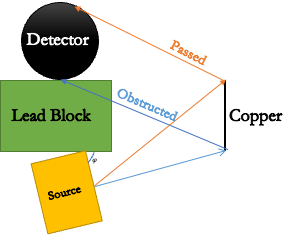 Detector
Passed
Obstructed
Lead Block
Copper
φ
Source